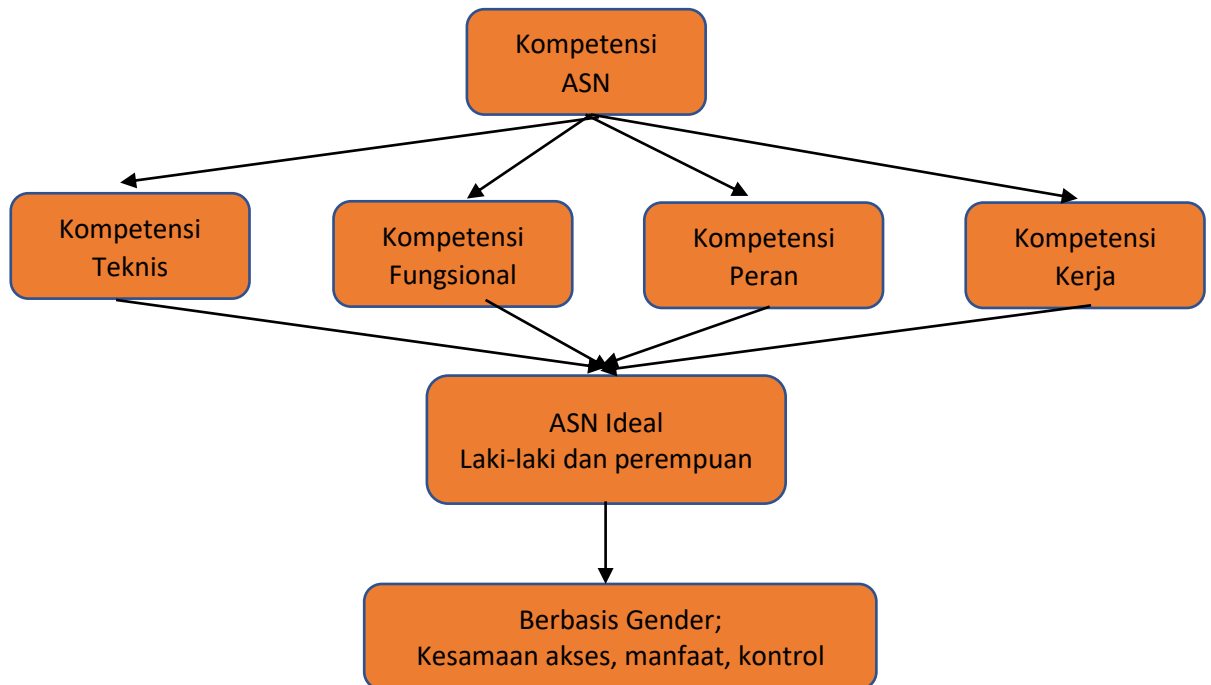 Kompetensi
ASN
Kompetensi
Teknis
Kompetensi
Fungsional
Kompetensi
Peran
Kompetensi
Kerja
ASN Ideal
Laki-laki dan perempuan
Berbasis Gender;
Kesamaan akses, manfaat, kontrol